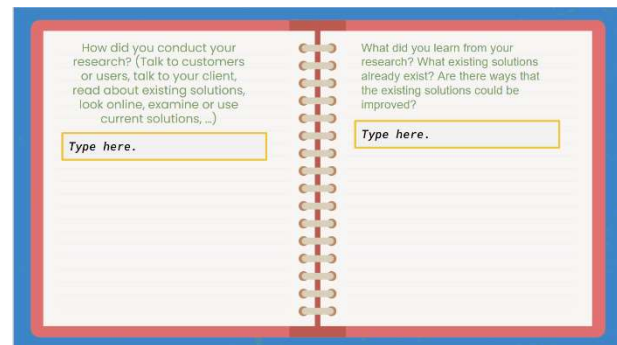 How did you conduct your
research? (Talk to customers
or users, talk to your client,
read about existing solutions,
look online, examine or use
current solutions, ...)
Type here.
What did you learn from your
research? What existing solutions
already exist? Are there ways that
the existing solutions could be
improved?
Type here.